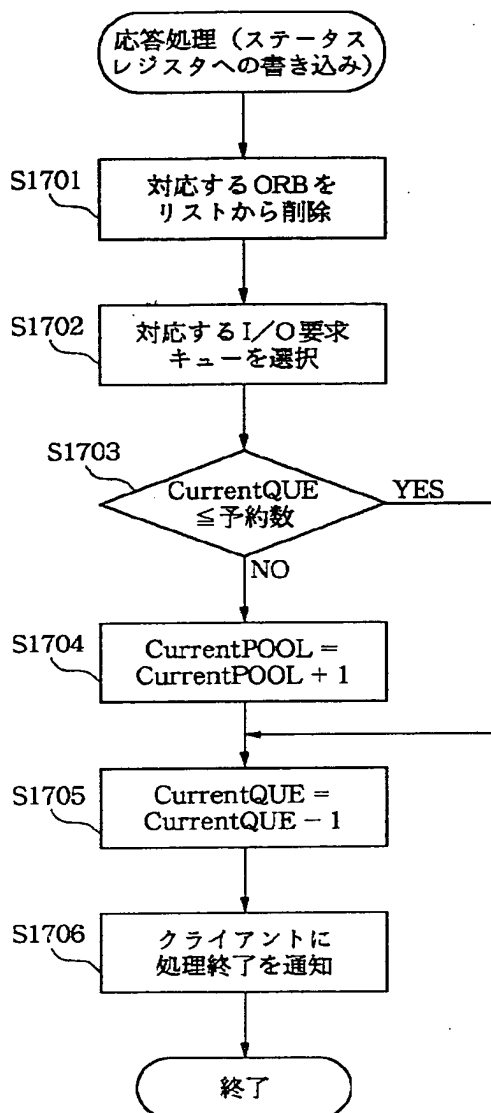 応答処理（ステータス
レジスタへの書き込み）
S1701
対応するORBを
リストから削除
S1702
対応するI／O要求
キューを選択
S1703
CurrentQUE
≦予約数
YES
NO
S1704
CurrentPOOL＝
CurrentPOOL＋1
S1705
CurrentQUE＝
CurrentQUE－1
S1706
クライアントに
処理終了を通知
終了